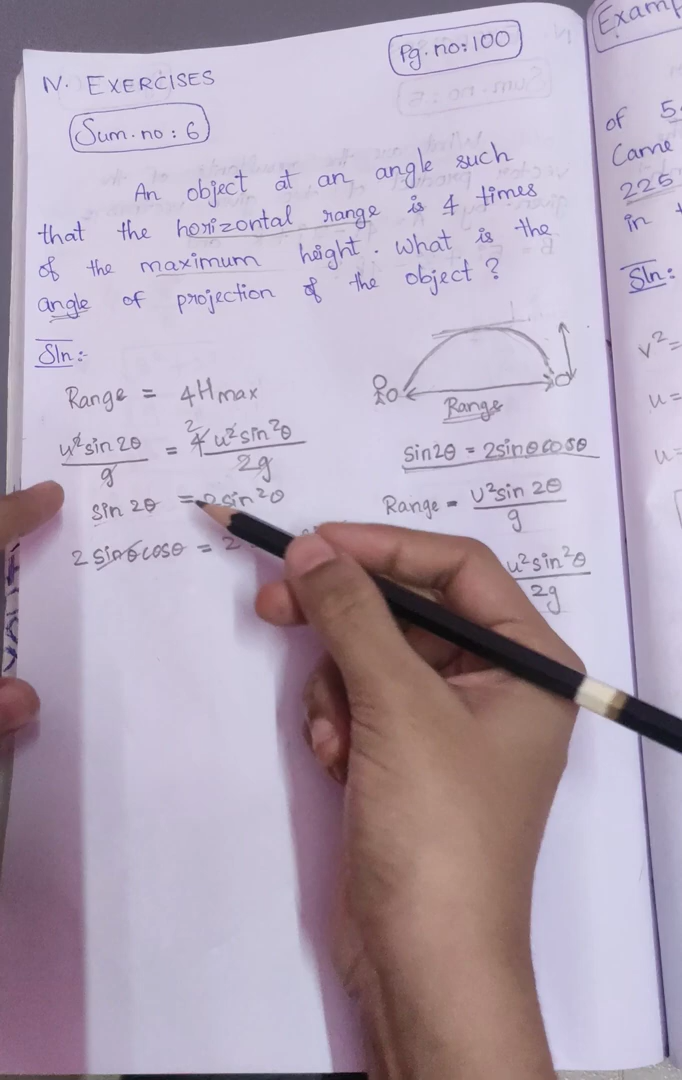 Pg. no: 100
IV. EXERCISES
Sum. no : 6
An object at an angle such
that the horizontal range is 4 times
of the maximum height. What is the
angle of projection of the object ?
Sln :-
Range = 4Hmax
u²sin 2θ / g = 4 u²sin²θ / 2g
2
sin 2θ = 2sin²θ
2 sinθcosθ = 2
Range
sin2θ = 2sinθcosθ
Range = U²sin 2θ / g
u²sin²θ / 2g
Examp
of 5
Came
225
in
Sln:
v² =
u =
u =